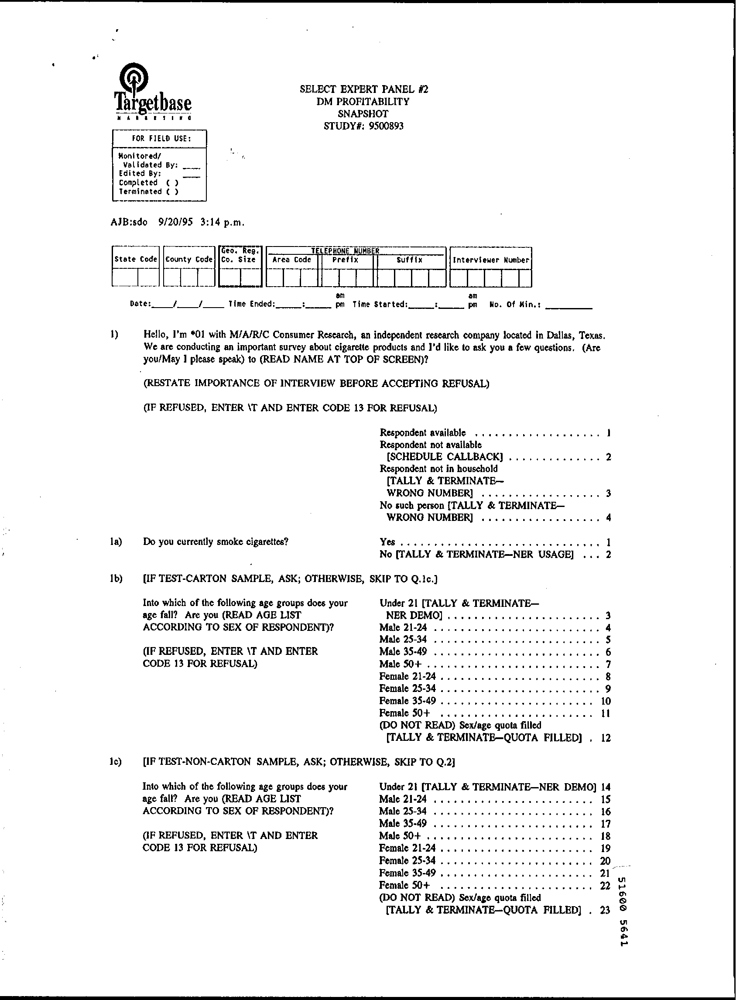 Targetbase
MARKETING
SELECT EXPERT PANEL #2
DM PROFITABILITY
SNAPSHOT
STUDY#: 9500893
FOR FIELD USE:
Monitored/
Validated By: ____
Edited By: ____
Completed ( )
Terminated ( )
AJB:sdo 9/20/95 3:14 p.m.
State Code County Code Geo. Reg. Co. Size TELEPHONE NUMBER Area Code Prefix Suffix Interviewer Number
Date:____/____/____ Time Ended:_____:_____ am pm Time Started:_____:_____ am pm No. Of Min.: ________
1) Hello, I'm *01 with M/A/R/C Consumer Research, an independent research company located in Dallas, Texas.
We are conducting an important survey about cigarette products and I'd like to ask you a few questions. (Are
you/May I please speak) to (READ NAME AT TOP OF SCREEN)?
(RESTATE IMPORTANCE OF INTERVIEW BEFORE ACCEPTING REFUSAL)
(IF REFUSED, ENTER \T AND ENTER CODE 13 FOR REFUSAL)
Respondent available . . . . . . . . . . . . . . . . . . . 1
Respondent not available
[SCHEDULE CALLBACK] . . . . . . . . . . . . . . 2
Respondent not in household
[TALLY & TERMINATE—
WRONG NUMBER] . . . . . . . . . . . . . . . . . . 3
No such person [TALLY & TERMINATE—
WRONG NUMBER] . . . . . . . . . . . . . . . . . . 4
1a) Do you currently smoke cigarettes? Yes . . . . . . . . . . . . . . . . . . . . . . . . . . . . . . 1
No [TALLY & TERMINATE—NER USAGE] . . . 2
1b) [IF TEST-CARTON SAMPLE, ASK; OTHERWISE, SKIP TO Q.1c.]
Into which of the following age groups does your
age fall? Are you (READ AGE LIST
ACCORDING TO SEX OF RESPONDENT)?
(IF REFUSED, ENTER \T AND ENTER
CODE 13 FOR REFUSAL)
Under 21 [TALLY & TERMINATE—
NER DEMO] . . . . . . . . . . . . . . . . . . . . . . . 3
Male 21-24 . . . . . . . . . . . . . . . . . . . . . . . . . 4
Male 25-34 . . . . . . . . . . . . . . . . . . . . . . . . . 5
Male 35-49 . . . . . . . . . . . . . . . . . . . . . . . . . 6
Male 50+ . . . . . . . . . . . . . . . . . . . . . . . . . . 7
Female 21-24 . . . . . . . . . . . . . . . . . . . . . . . . 8
Female 25-34 . . . . . . . . . . . . . . . . . . . . . . . . 9
Female 35-49 . . . . . . . . . . . . . . . . . . . . . . . 10
Female 50+ . . . . . . . . . . . . . . . . . . . . . . . 11
(DO NOT READ) Sex/age quota filled
[TALLY & TERMINATE—QUOTA FILLED] . 12
1c) [IF TEST-NON-CARTON SAMPLE, ASK; OTHERWISE, SKIP TO Q.2]
Into which of the following age groups does your
age fall? Are you (READ AGE LIST
ACCORDING TO SEX OF RESPONDENT)?
(IF REFUSED, ENTER \T AND ENTER
CODE 13 FOR REFUSAL)
Under 21 [TALLY & TERMINATE—NER DEMO] 14
Male 21-24 . . . . . . . . . . . . . . . . . . . . . . . . 15
Male 25-34 . . . . . . . . . . . . . . . . . . . . . . . . 16
Male 35-49 . . . . . . . . . . . . . . . . . . . . . . . . 17
Male 50+ . . . . . . . . . . . . . . . . . . . . . . . . . 18
Female 21-24 . . . . . . . . . . . . . . . . . . . . . . . 19
Female 25-34 . . . . . . . . . . . . . . . . . . . . . . . 20
Female 35-49 . . . . . . . . . . . . . . . . . . . . . . . 21
Female 50+ . . . . . . . . . . . . . . . . . . . . . . . 22
(DO NOT READ) Sex/age quota filled
[TALLY & TERMINATE—QUOTA FILLED] . 23
51600 5641